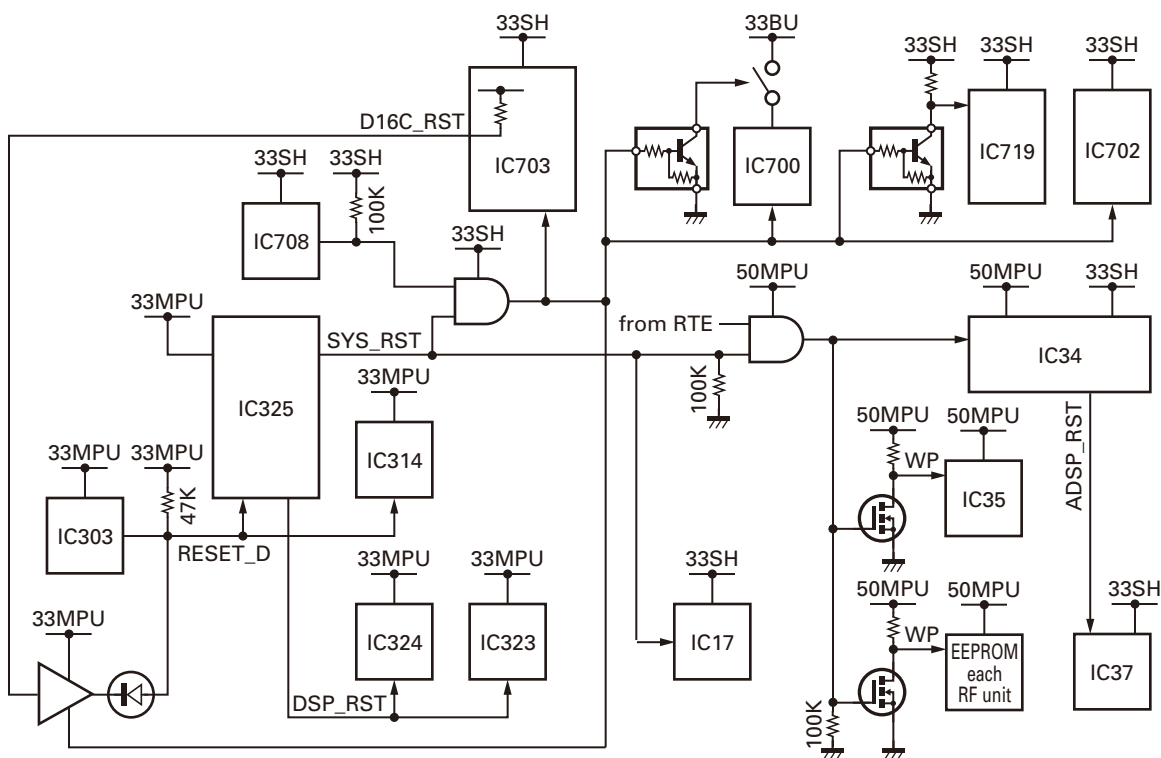 33SH
33BU
33SH
33SH
33SH
D16C_RST
IC703
IC700
IC719
IC702
33SH
33SH
100K
IC708
33SH
33MPU
SYS_RST
50MPU
50MPU
33SH
from RTE
IC34
IC325
33MPU
100K
IC314
50MPU
50MPU
WP
IC35
ADSP_RST
33MPU
33MPU
47K
IC303
RESET_D
33MPU
33MPU
33SH
IC324
IC323
IC17
50MPU
50MPU
33SH
WP
EEPROM
each
RF unit
IC37
33MPU
DSP_RST
100K